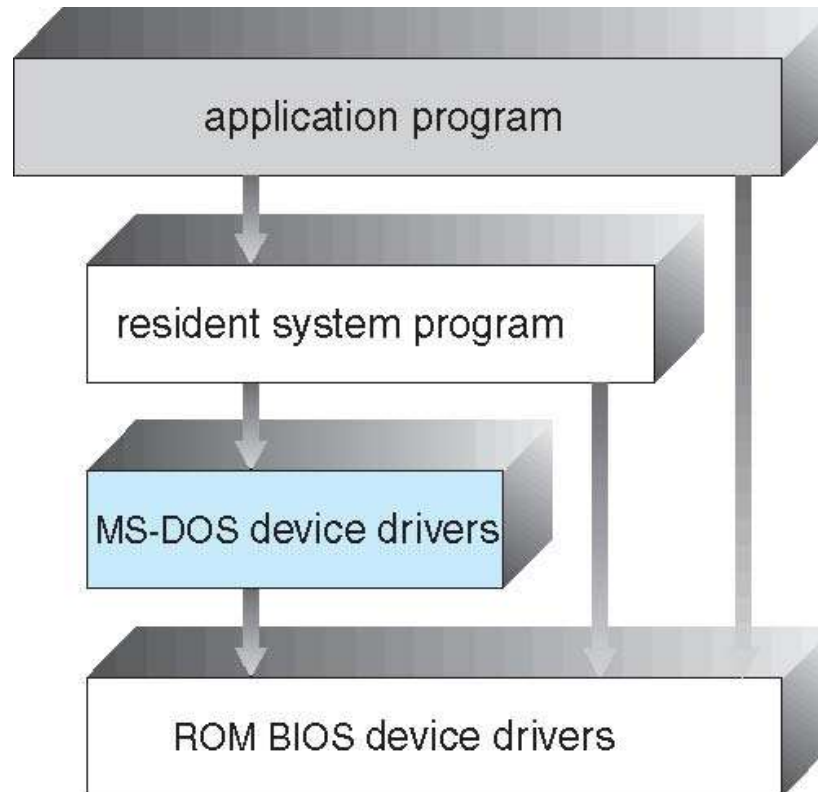 application program
resident system program
MS-DOS device drivers
ROM BIOS device drivers